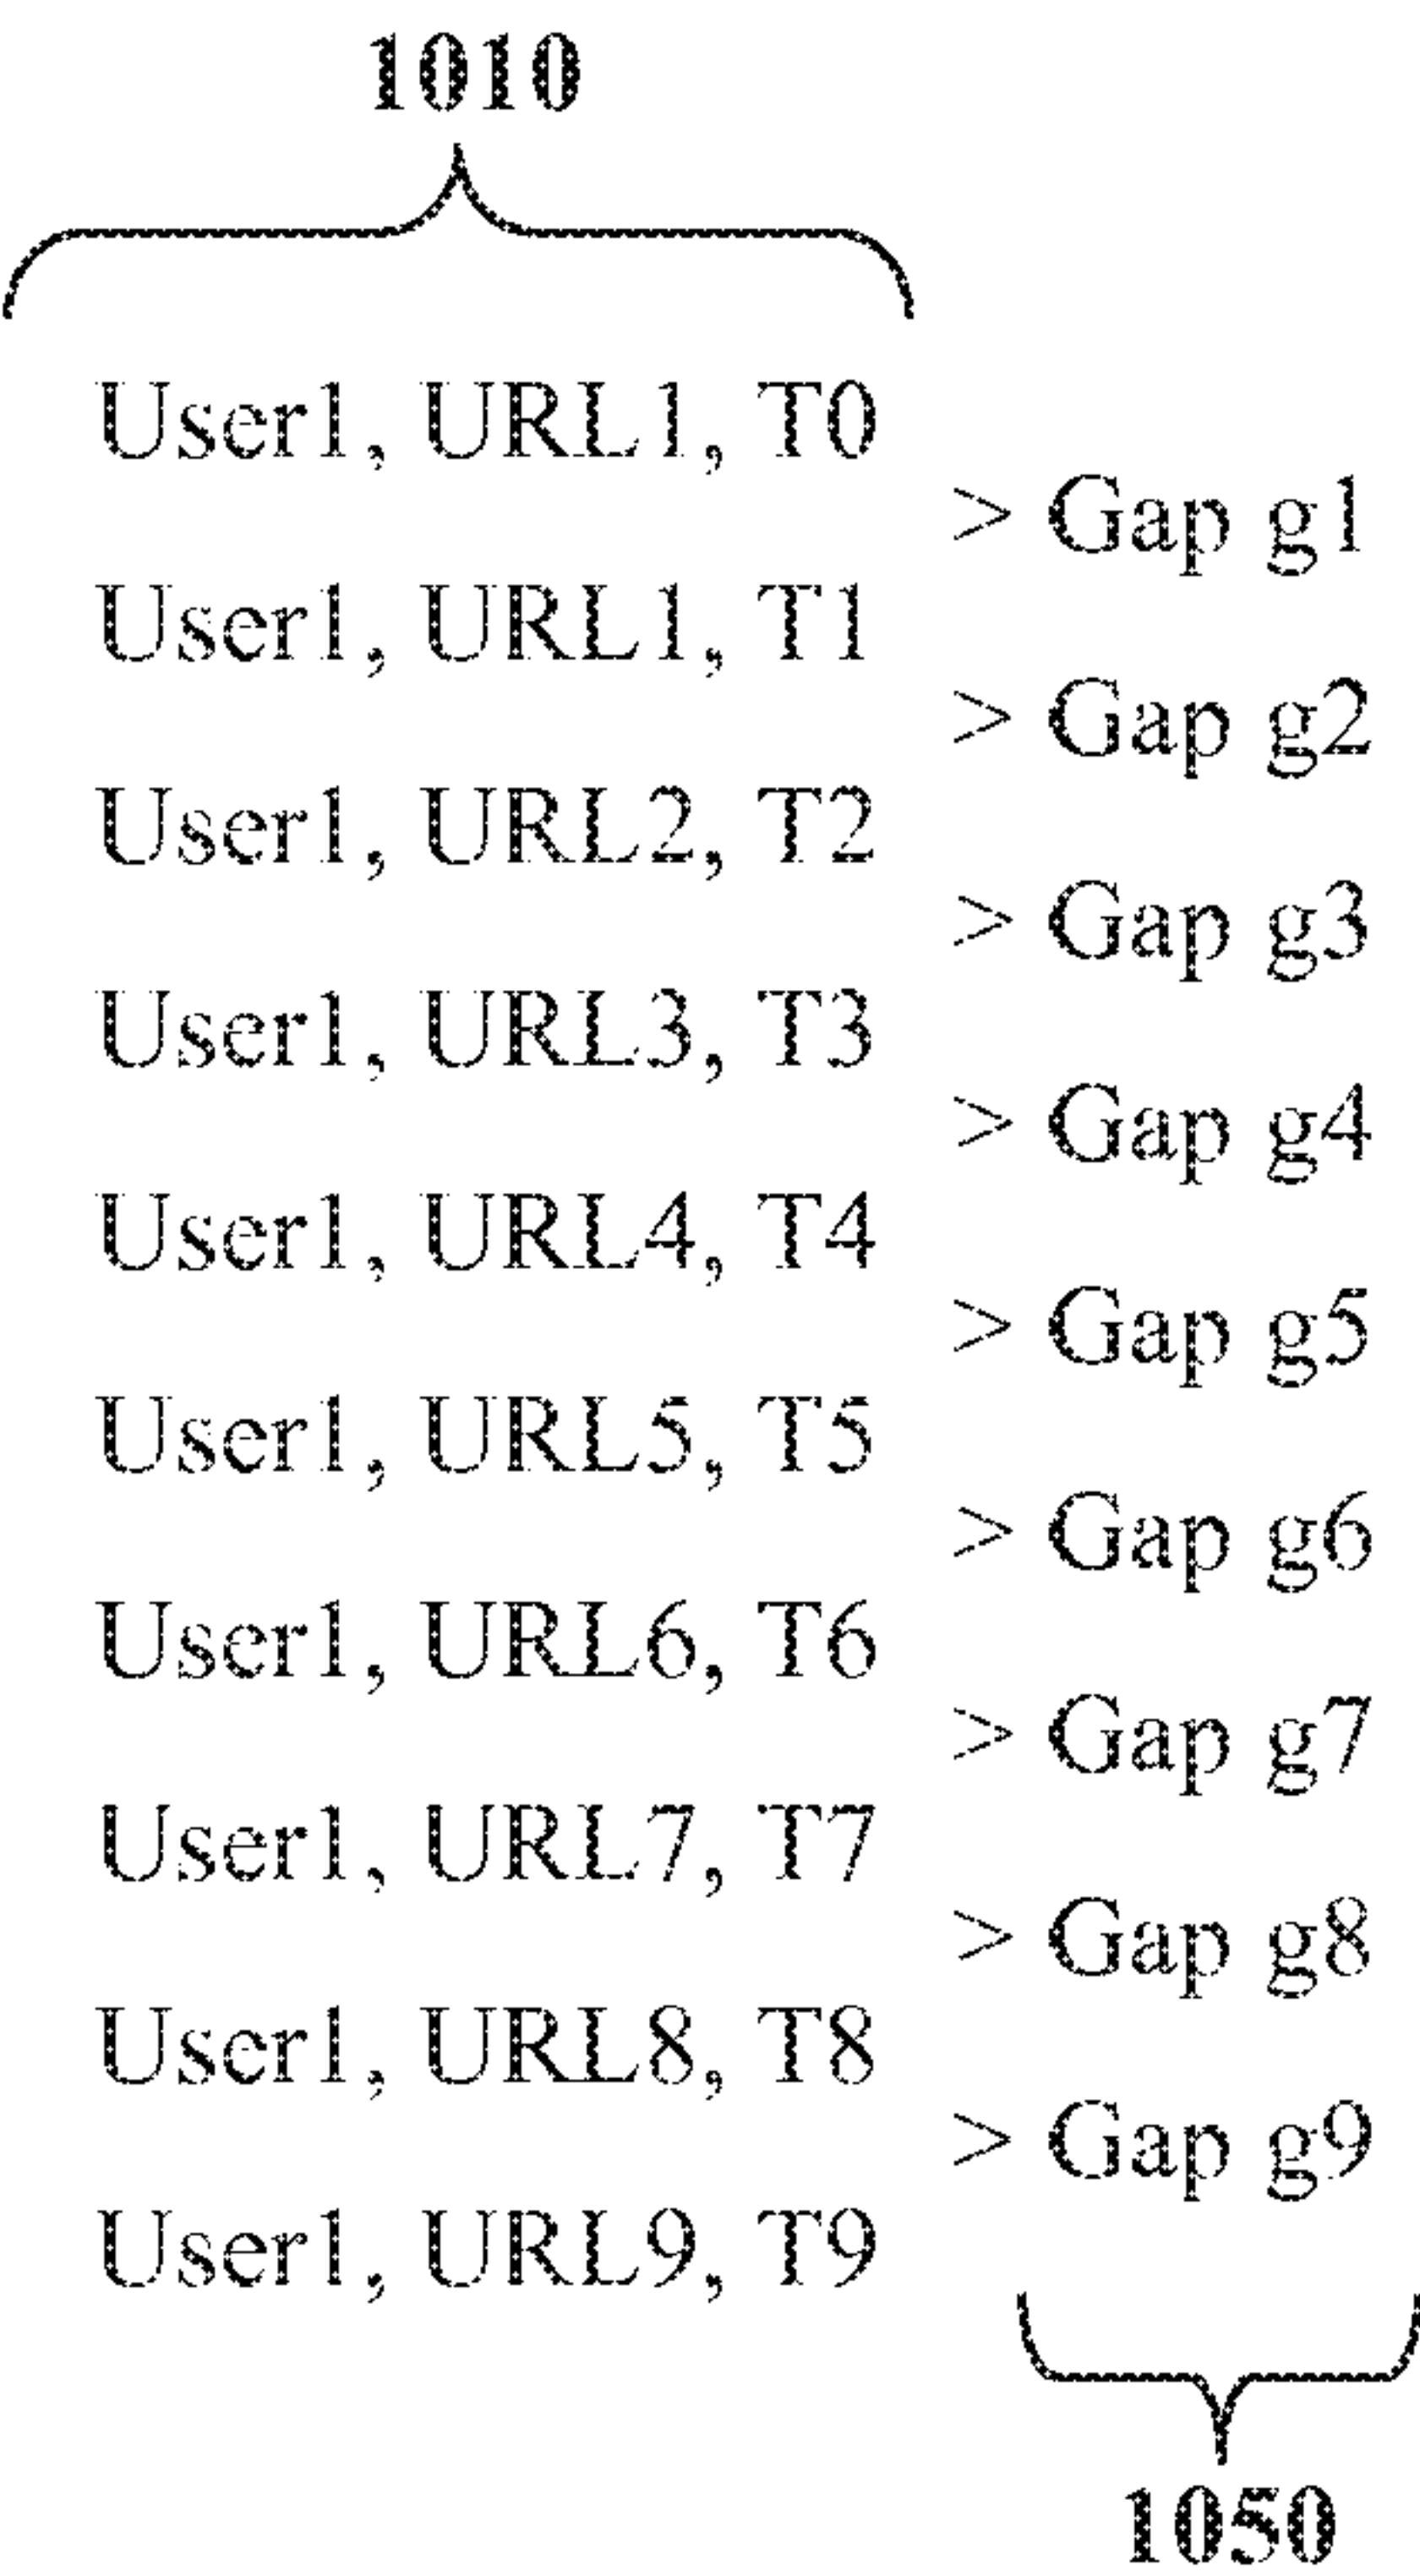 1010
User1, URL1, T0
> Gap g1
User1, URL1, T1
> Gap g2
User1, URL2, T2
> Gap g3
User1, URL3, T3
> Gap g4
User1, URL4, T4
> Gap g5
User1, URL5, T5
> Gap g6
User1, URL6, T6
> Gap g7
User1, URL7, T7
> Gap g8
User1, URL8, T8
> Gap g9
User1, URL9, T9
1050